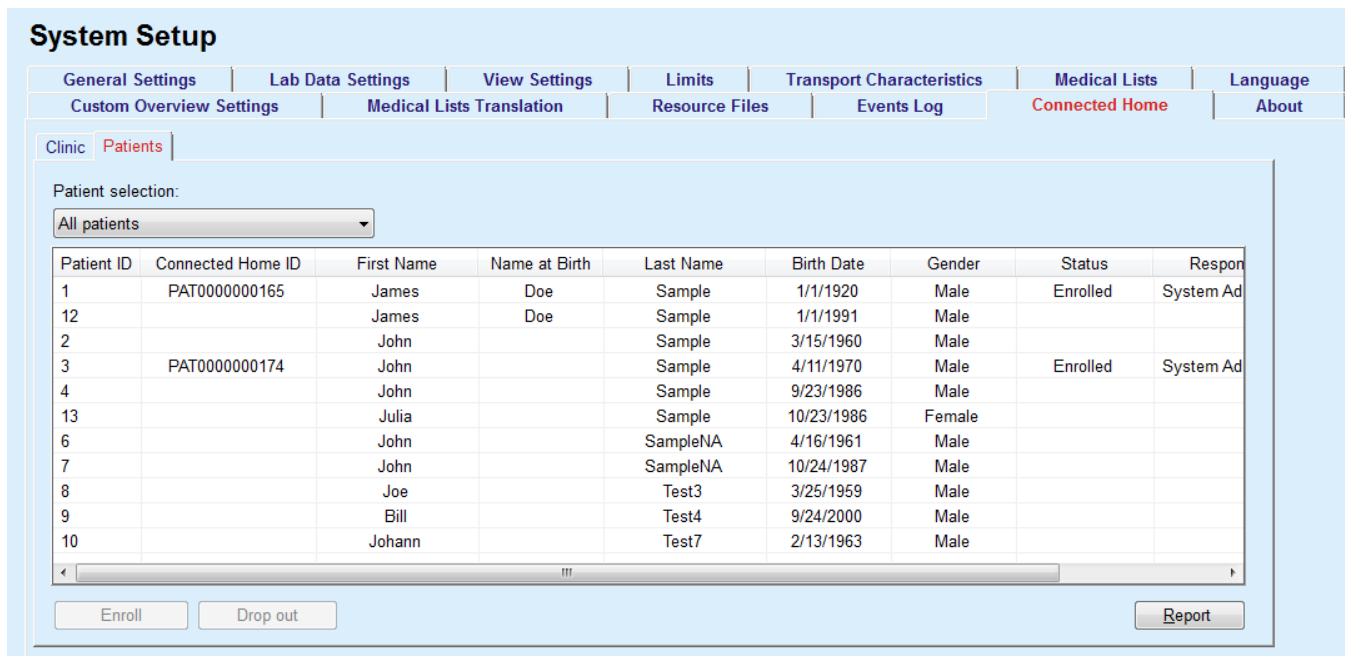 System Setup
General Settings Lab Data Settings View Settings Limits Transport Characteristics Medical Lists Language
Custom Overview Settings Medical Lists Translation Resource Files Events Log Connected Home About
Clinic Patients
Patient selection:
All patients
Patient ID Connected Home ID First Name Name at Birth Last Name Birth Date Gender Status Respon
1 PAT0000000165 James Doe Sample 1/1/1920 Male Enrolled System Ad
12 James Doe Sample 1/1/1991 Male
2 John Sample 3/15/1960 Male
3 PAT0000000174 John Sample 4/11/1970 Male Enrolled System Ad
4 John Sample 9/23/1986 Male
13 Julia Sample 10/23/1986 Female
6 John SampleNA 4/16/1961 Male
7 John SampleNA 10/24/1987 Male
8 Joe Test3 3/25/1959 Male
9 Bill Test4 9/24/2000 Male
10 Johann Test7 2/13/1963 Male
Enroll Drop out Report